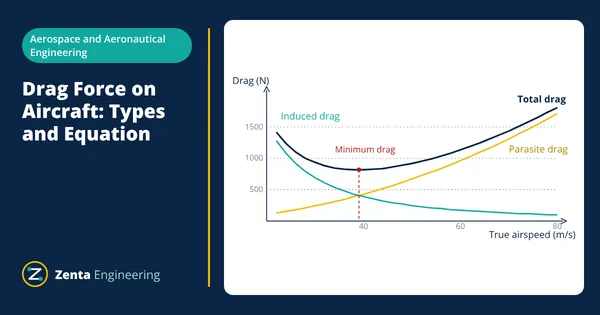 Aerospace and Aeronautical
Engineering
Drag Force on
Aircraft: Types
and Equation
Zenta Engineering
Drag (N)
Total drag
Induced drag
1500
Minimum drag
Parasite drag
1000
500
40
60
80
True airspeed (m/s)